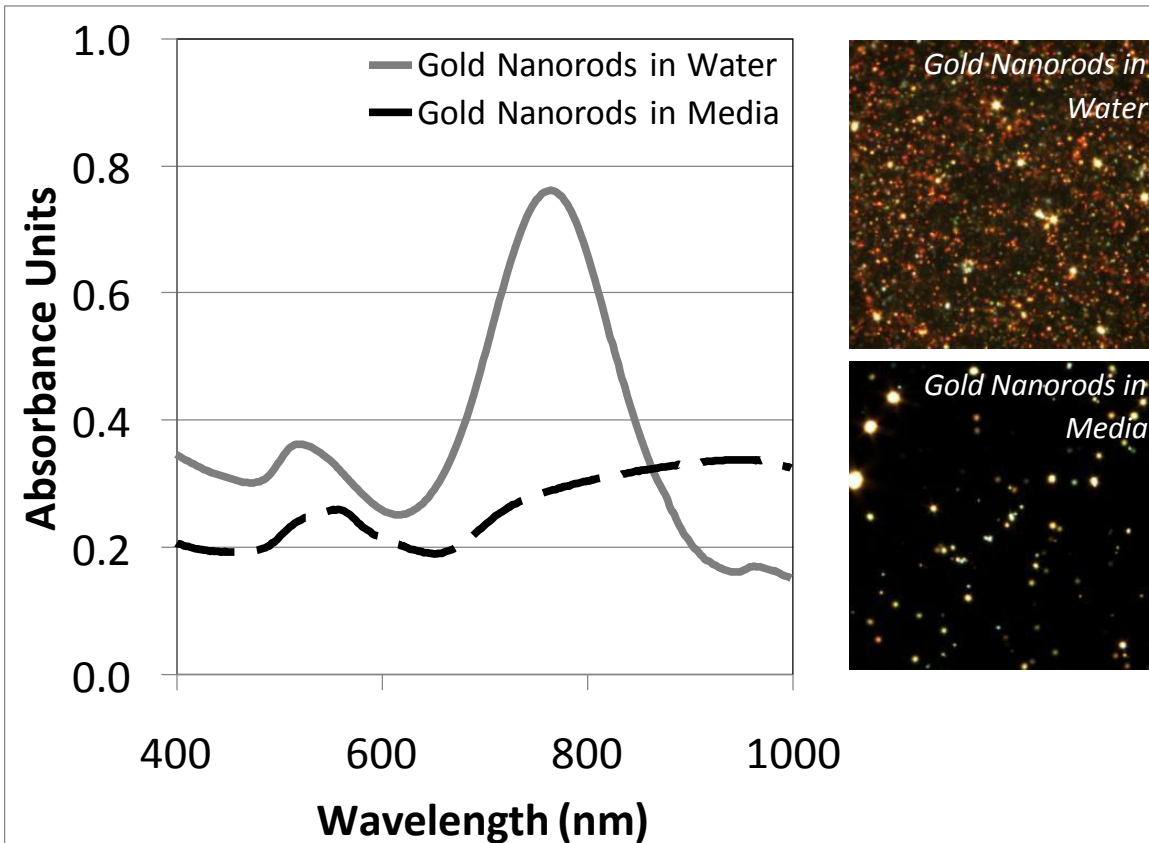 Absorbance Units
1.0
0.8
0.6
0.4
0.2
0.0
400 600 800 1000
Wavelength (nm)
Gold Nanorods in Water
Gold Nanorods in Media
Gold Nanorods in
Water
Gold Nanorods in
Media